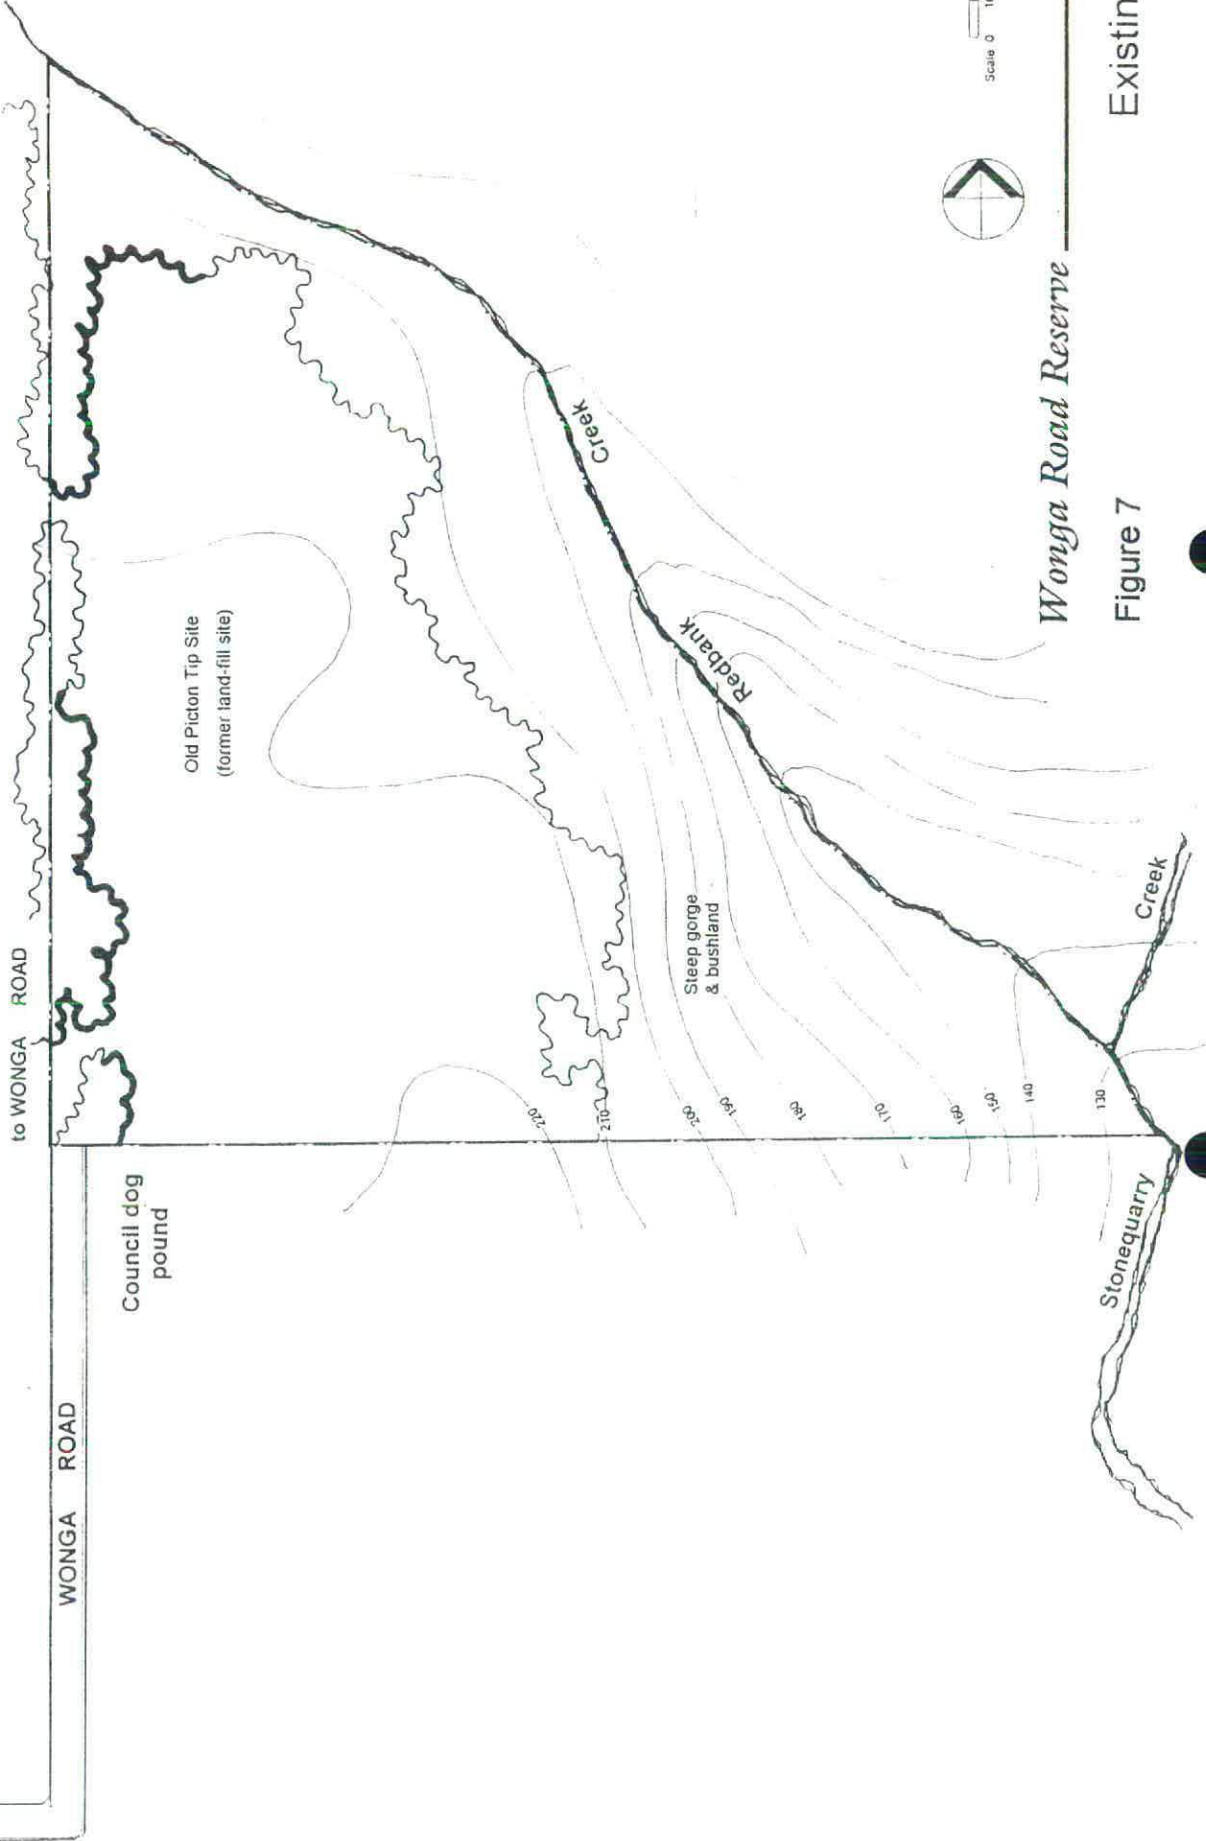 to WONGA ROAD
WONGA ROAD
Council dog
pound
Old Picton Tip Site
(former land-fill site)
Steep gorge
& bushland
Redbank
Creek
Stonequarry
Creek
220
210
200
190
180
170
160
150
140
130
Scale 0
Wonga Road Reserve
Figure 7
Existin